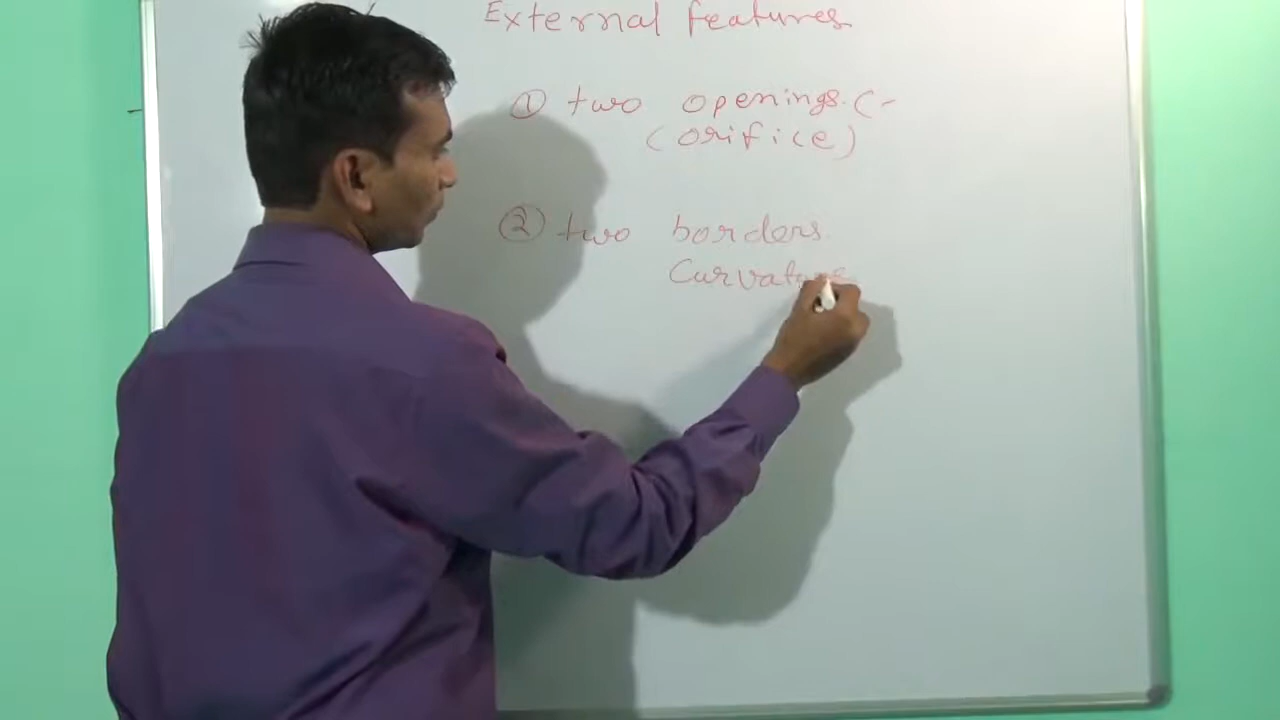 External features
① two openings. (-
(orifice)
② two borders.